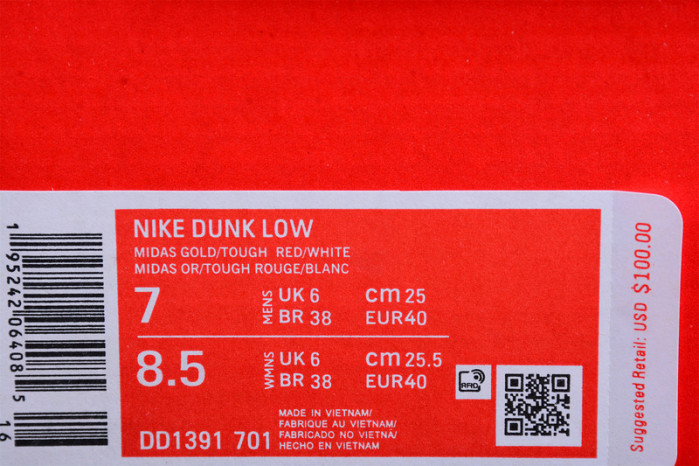 NIKE DUNK LOW
MIDAS GOLD/TOUGH RED/WHITE
MIDAS OR/TOUGH ROUGE/BLANC
7 MENS UK 6 cm 25
BR 38 EUR40
8.5 WMNS UK 6 cm 25.5
BR 38 EUR40
RFID
DD1391 701
MADE IN VIETNAM/
FABRIQUE AU VIETNAM/
FABRICADO NO VIETNA/
HECHO EN VIETNAM
1 95242 06408 5
16
Suggested Retail: USD $100.00